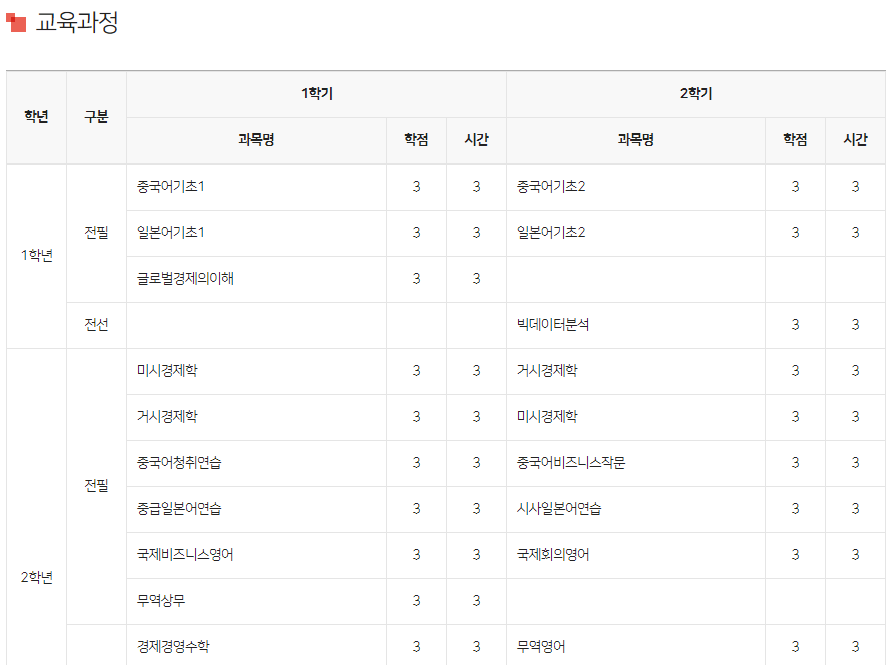 교육과정
학년 구분 1학기 2학기
과목명 학점 시간 과목명 학점 시간
1학년 전필 중국어기초1 3 3 중국어기초2 3 3
일본어기초1 3 3 일본어기초2 3 3
글로벌경제의이해 3 3
전선 빅데이터분석 3 3
2학년 전필 미시경제학 3 3 거시경제학 3 3
거시경제학 3 3 미시경제학 3 3
중국어청취연습 3 3 중국어비즈니스작문 3 3
중급일본어연습 3 3 시사일본어연습 3 3
국제비즈니스영어 3 3 국제회의영어 3 3
무역상무 3 3
경제경영수학 3 3 무역영어 3 3